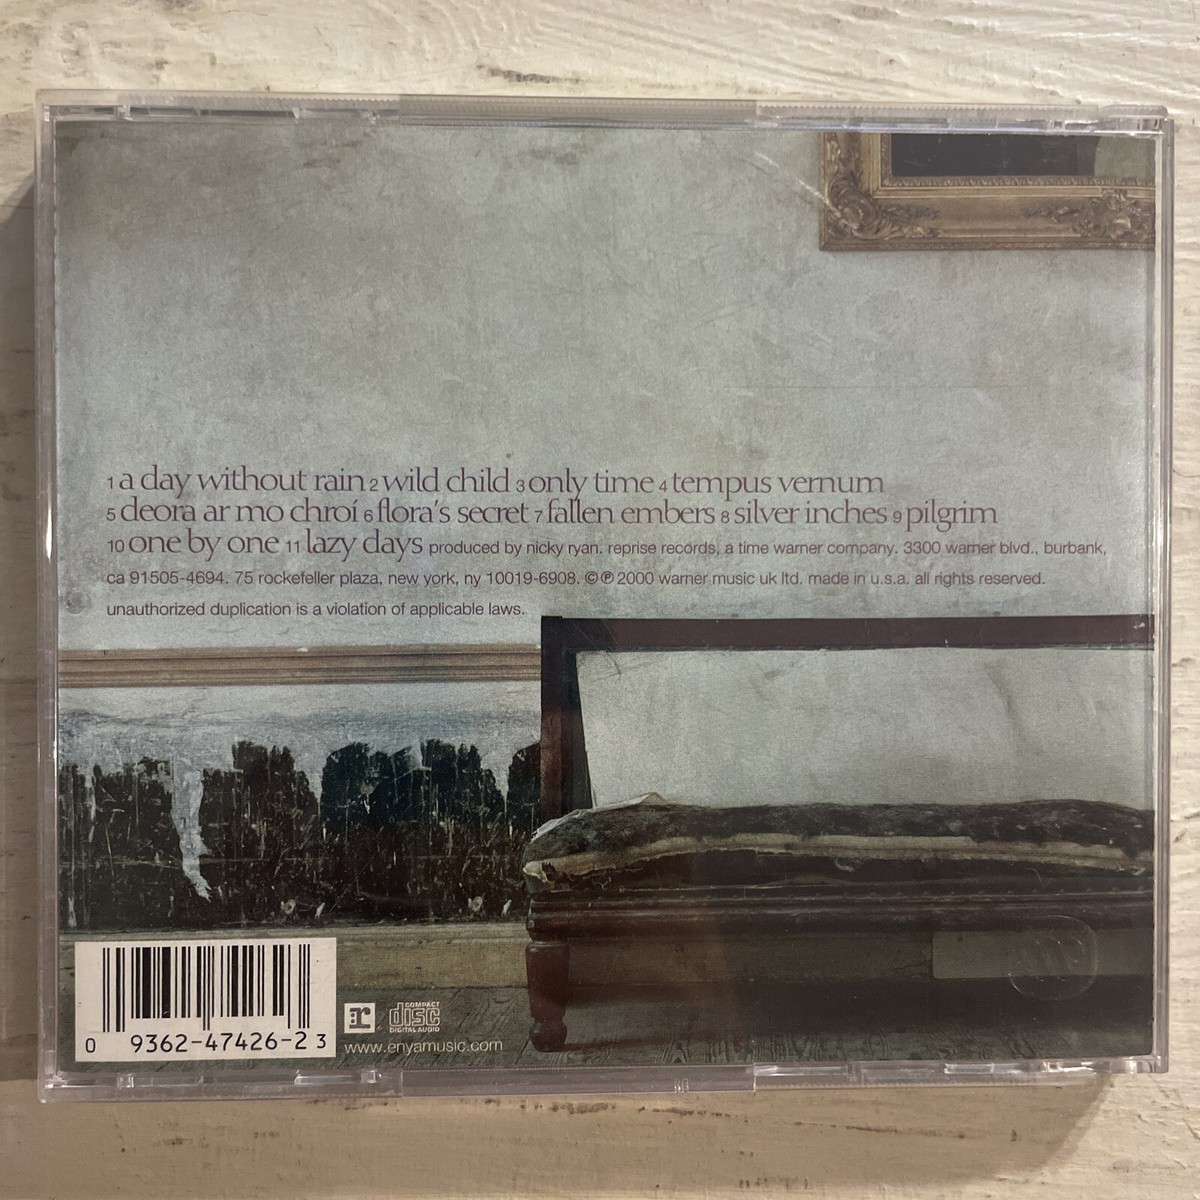 1 a day without rain 2 wild child 3 only time 4 tempus vernum
5 deora ar mo chroí 6 flora's secret 7 fallen embers 8 silver inches 9 pilgrim
10 one by one 11 lazy days produced by nicky ryan. reprise records, a time warner company. 3300 warner blvd., burbank,
ca 91505-4694. 75 rockefeller plaza, new york, ny 10019-6908. ©℗ 2000 warner music uk ltd. made in u.s.a. all rights reserved.
unauthorized duplication is a violation of applicable laws.
0 9362-47426-2 3
r
COMPACT
disc
DIGITAL AUDIO
www.enyamusic.com